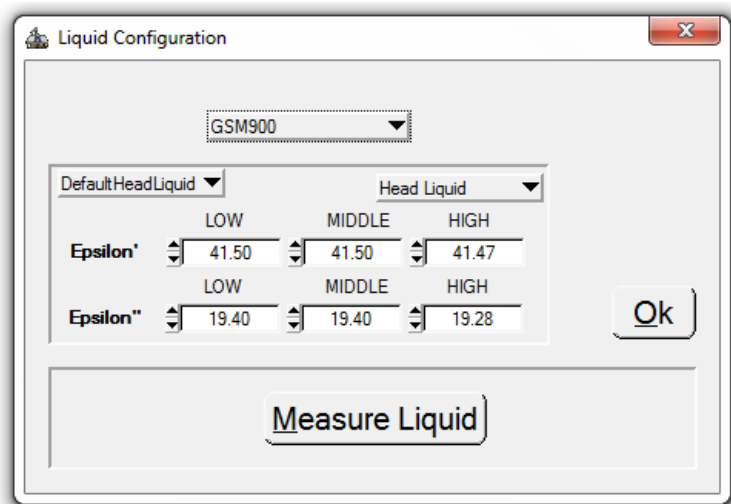 Liquid Configuration
x
GSM900
DefaultHeadLiquid Head Liquid
LOW MIDDLE HIGH
Epsilon' 41.50 41.50 41.47
LOW MIDDLE HIGH
Epsilon'' 19.40 19.40 19.28
Ok
Measure Liquid